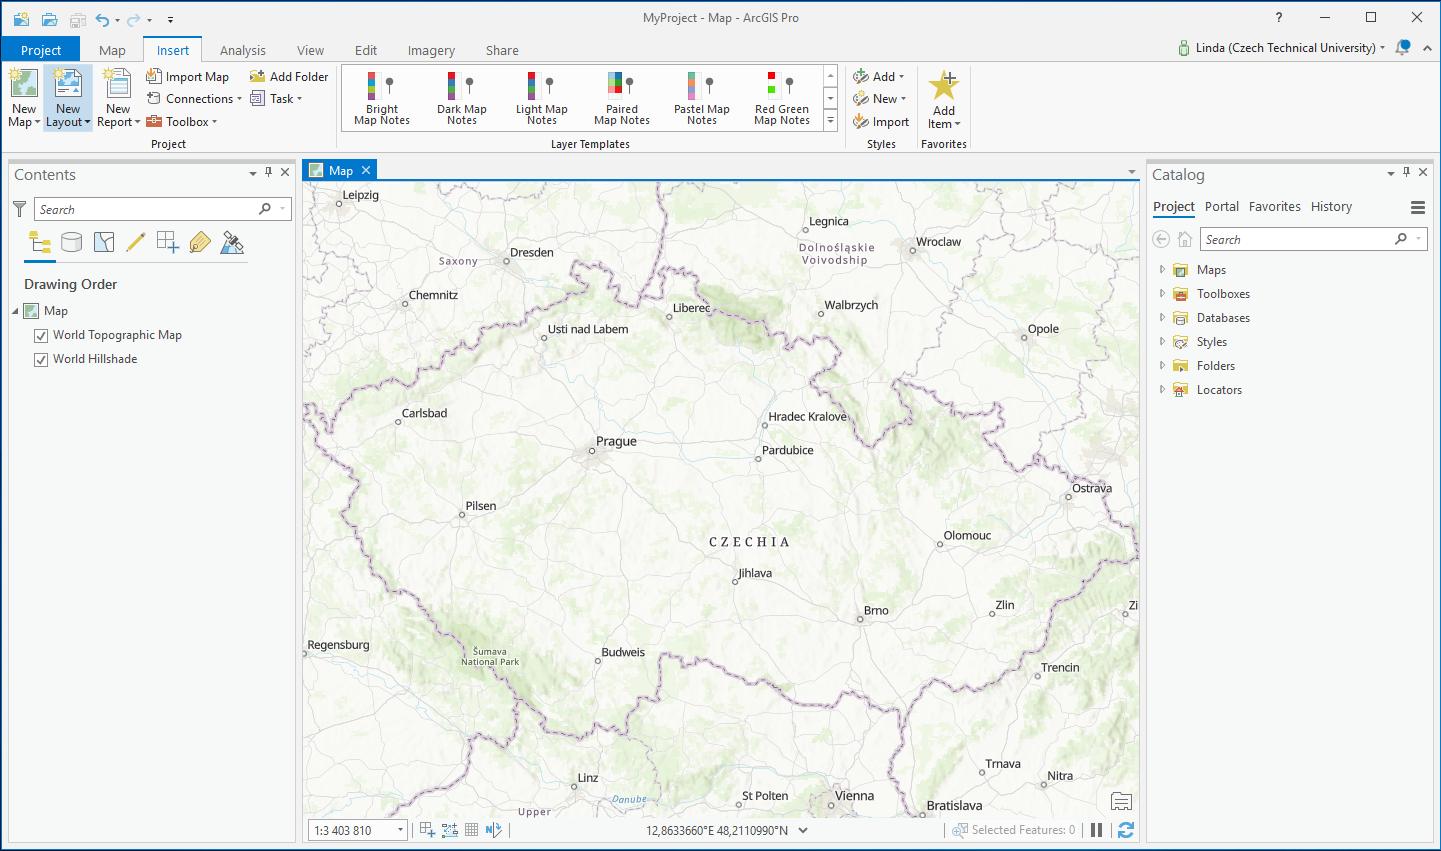 MyProject - Map - ArcGIS Pro
?
Project Map Insert Analysis View Edit Imagery Share
Linda (Czech Technical University)
New Map
New Layout
New Report
Import Map
Connections
Toolbox
Add Folder
Task
Project
Bright Map Notes
Dark Map Notes
Light Map Notes
Paired Map Notes
Pastel Map Notes
Red Green Map Notes
Layer Templates
Add
New
Import
Styles
Add Item
Favorites
Contents
Search
Drawing Order
Map
World Topographic Map
World Hillshade
Map
Leipzig
Legnica
Dolnośląskie
Voivodship
Wroclaw
Dresden
Saxony
Chemnitz
Liberec
Walbrzych
Usti nad Labem
Opole
Carlsbad
Hradec Kralove
Prague
Pardubice
Ostrava
Pilsen
CZECHIA
Olomouc
Jihlava
Brno
Zlin
Zi
Regensburg
Šumava
National Park
Budweis
Trencin
Trnava
Nitra
Linz
Danube
St Polten
Vienna
Upper
Bratislava
1:3 403 810
12,8633660°E 48,2110990°N
Selected Features: 0
Catalog
Project Portal Favorites History
Search
Maps
Toolboxes
Databases
Styles
Folders
Locators